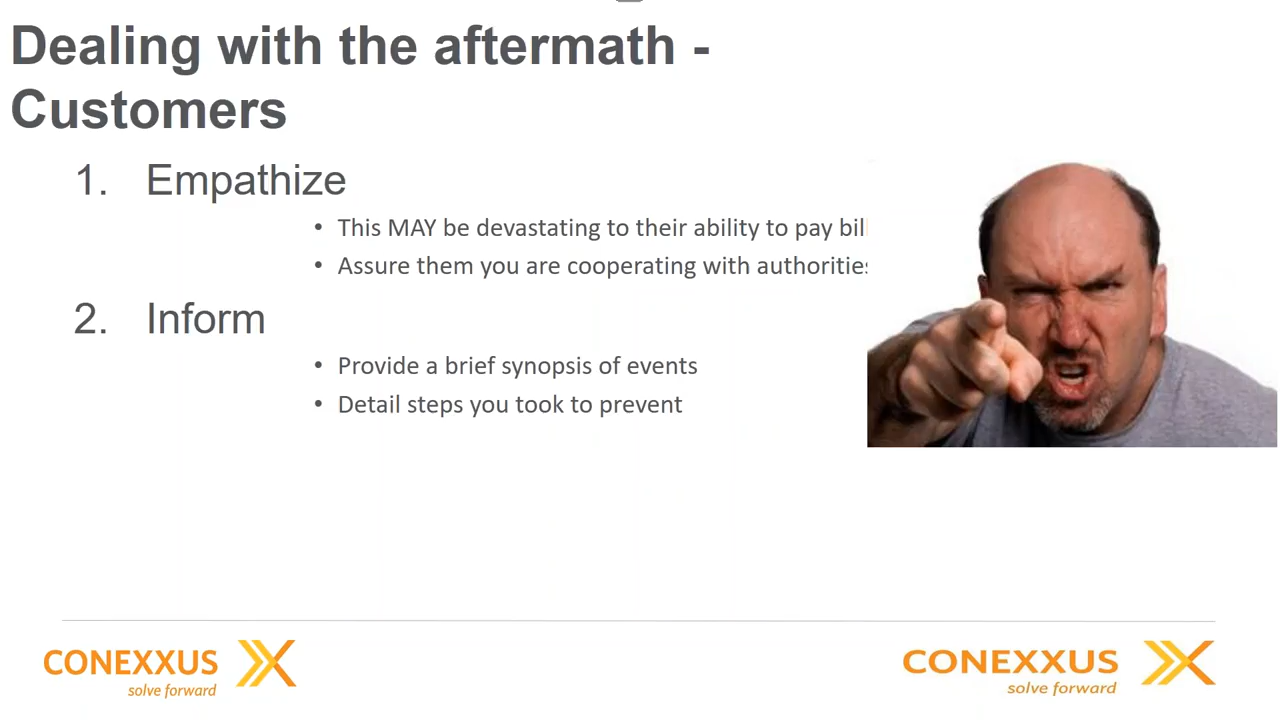 Dealing with the aftermath -
Customers
1. Empathize
• This MAY be devastating to their ability to pay bil
• Assure them you are cooperating with authorities
2. Inform
• Provide a brief synopsis of events
• Detail steps you took to prevent
CONEXXUS
solve forward
CONEXXUS
solve forward